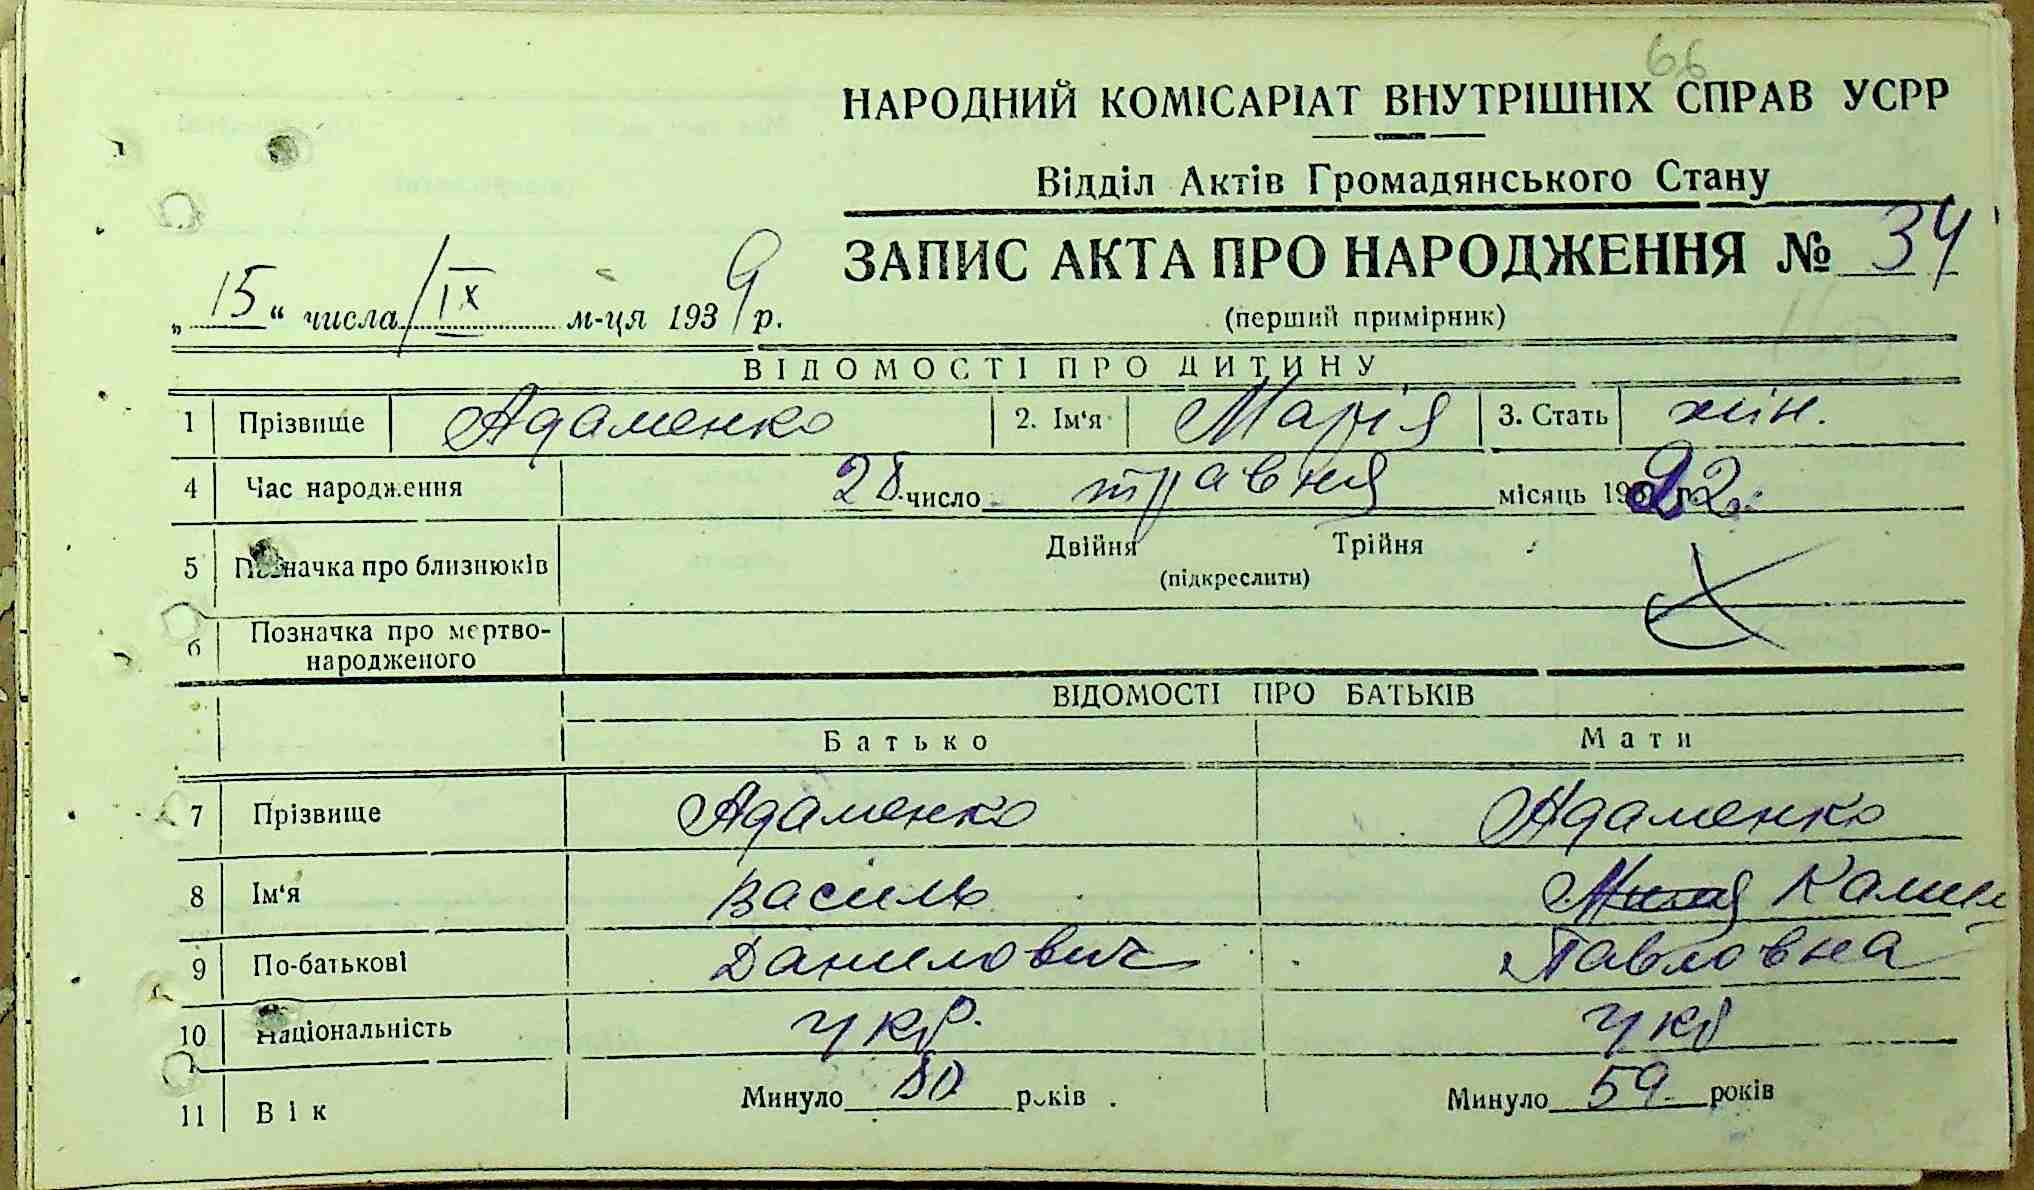 66
НАРОДНИЙ КОМІСАРІАТ ВНУТРІШНІХ СПРАВ УСРР
Відділ Актів Громадянського Стану
ЗАПИС АКТА ПРО НАРОДЖЕННЯ № 34
(перший примірник)
„15“ числа IX м-ця 1939 р.
ВІДОМОСТІ ПРО ДИТИНУ
1 Прізвище Адаменко 2. Ім‘я Марія 3. Стать жін.
4 Час народження 28 число травня місяць 1922 р.
5 Позначка про близнюків Двійня Трійня
(підкреслити)
6 Позначка про мертво-
народженого
ВІДОМОСТІ ПРО БАТЬКІВ
Батько Мати
7 Прізвище Адаменко Адаменко
8 Ім‘я Василь Калин
9 По-батькові Данилович Павловна
10 Національність укр. укр
11 Вік Минуло років Минуло 59 років